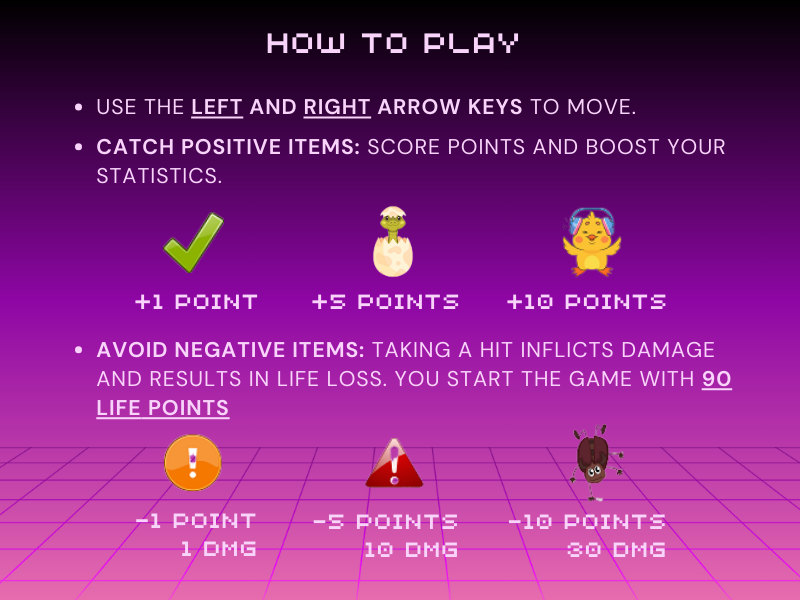 HOW TO PLAY
• USE THE LEFT AND RIGHT ARROW KEYS TO MOVE.
• CATCH POSITIVE ITEMS: SCORE POINTS AND BOOST YOUR
STATISTICS.
+1 POINT +5 POINTS +10 POINTS
• AVOID NEGATIVE ITEMS: TAKING A HIT INFLICTS DAMAGE
AND RESULTS IN LIFE LOSS. YOU START THE GAME WITH 90
LIFE POINTS
-1 POINT -5 POINTS -10 POINTS
1 DMG 10 DMG 30 DMG